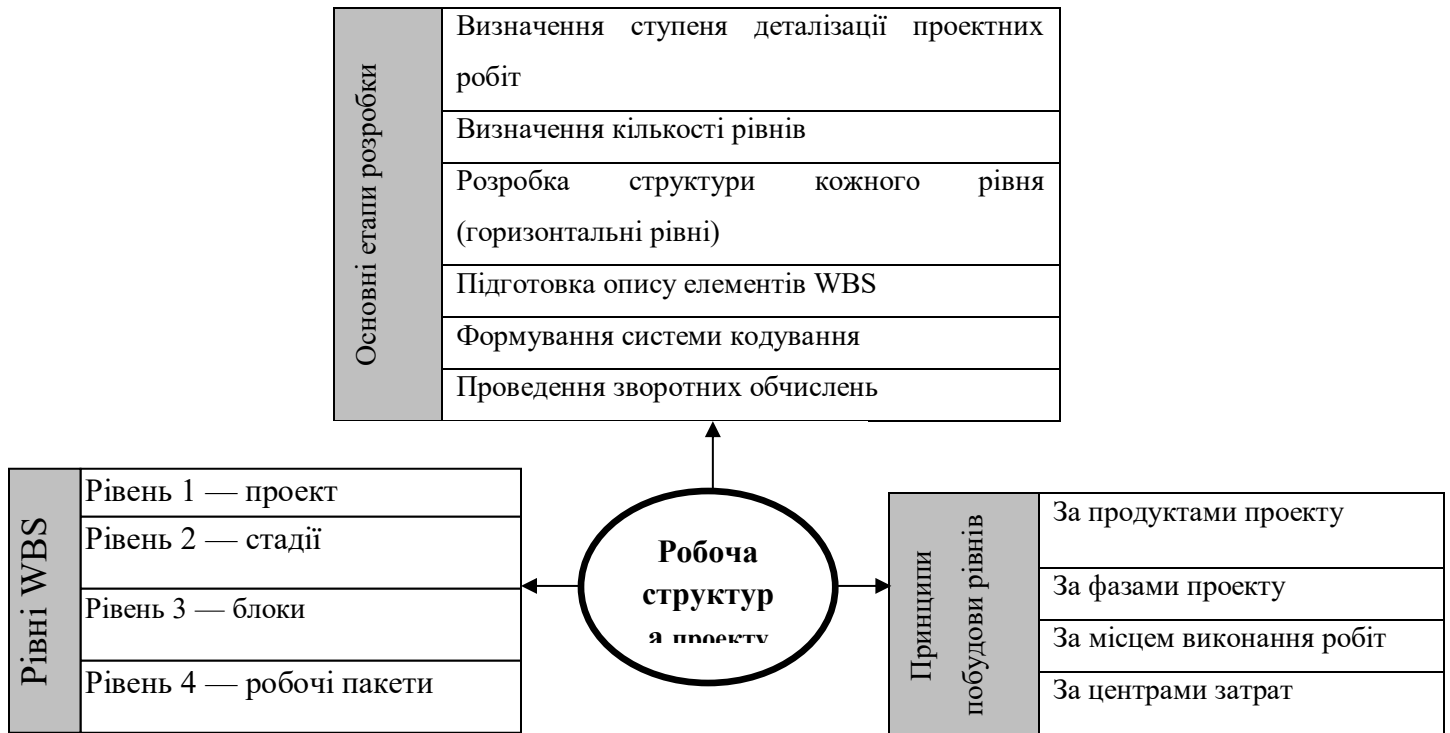 Основні етапи розробки
Визначення ступеня деталізації проектних
робіт
Визначення кількості рівнів
Розробка структури кожного рівня
(горизонтальні рівні)
Підготовка опису елементів WBS
Формування системи кодування
Проведення зворотних обчислень
Рівні WBS
Рівень 1 — проект
Рівень 2 — стадії
Рівень 3 — блоки
Рівень 4 — робочі пакети
Робоча
структур
а проекту
Принципи
побудови рівнів
За продуктами проекту
За фазами проекту
За місцем виконання робіт
За центрами затрат